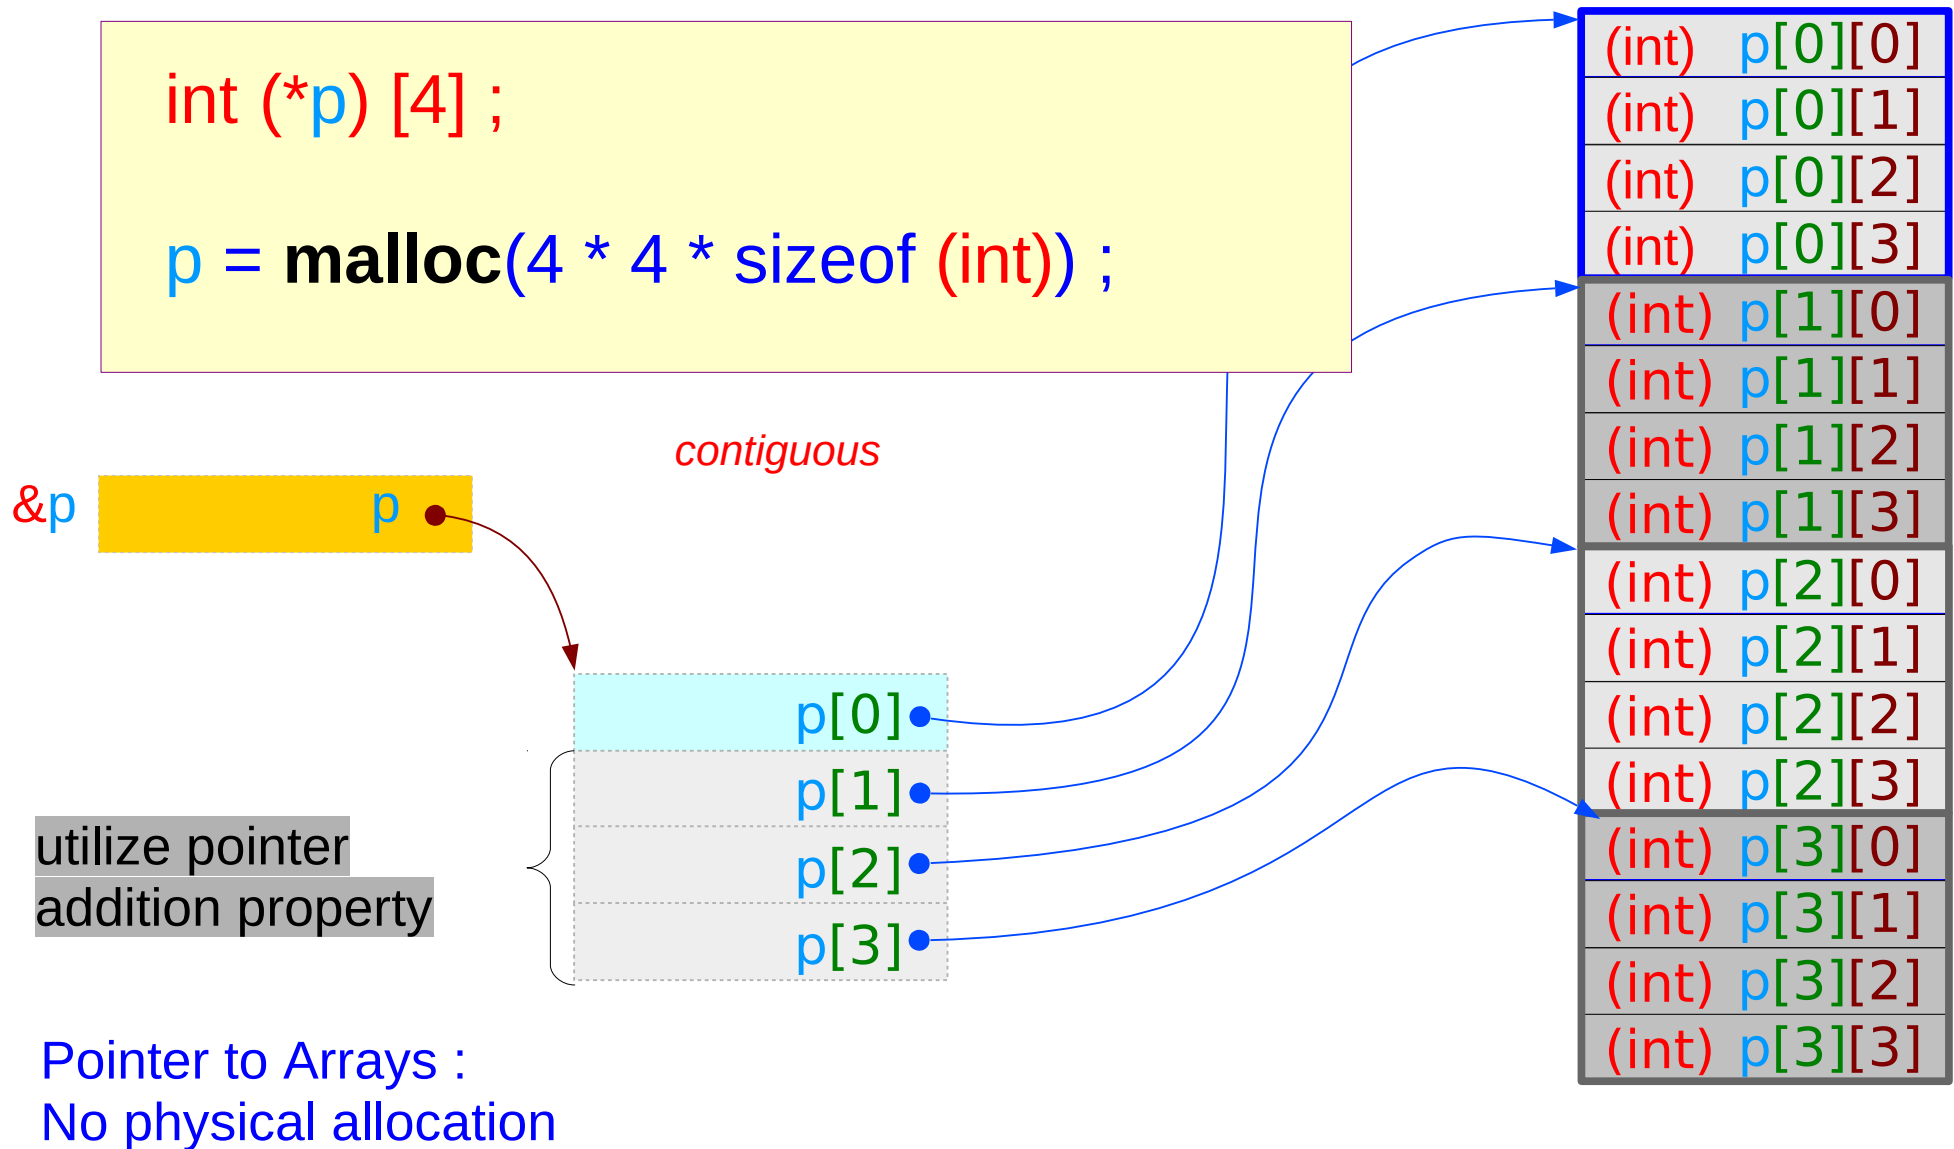 int (*p) [4] ;
p = malloc(4 * 4 * sizeof (int)) ;
contiguous
&p p
p[0]
p[1]
p[2]
p[3]
utilize pointer
addition property
Pointer to Arrays :
No physical allocation
(int) p[0][0]
(int) p[0][1]
(int) p[0][2]
(int) p[0][3]
(int) p[1][0]
(int) p[1][1]
(int) p[1][2]
(int) p[1][3]
(int) p[2][0]
(int) p[2][1]
(int) p[2][2]
(int) p[2][3]
(int) p[3][0]
(int) p[3][1]
(int) p[3][2]
(int) p[3][3]